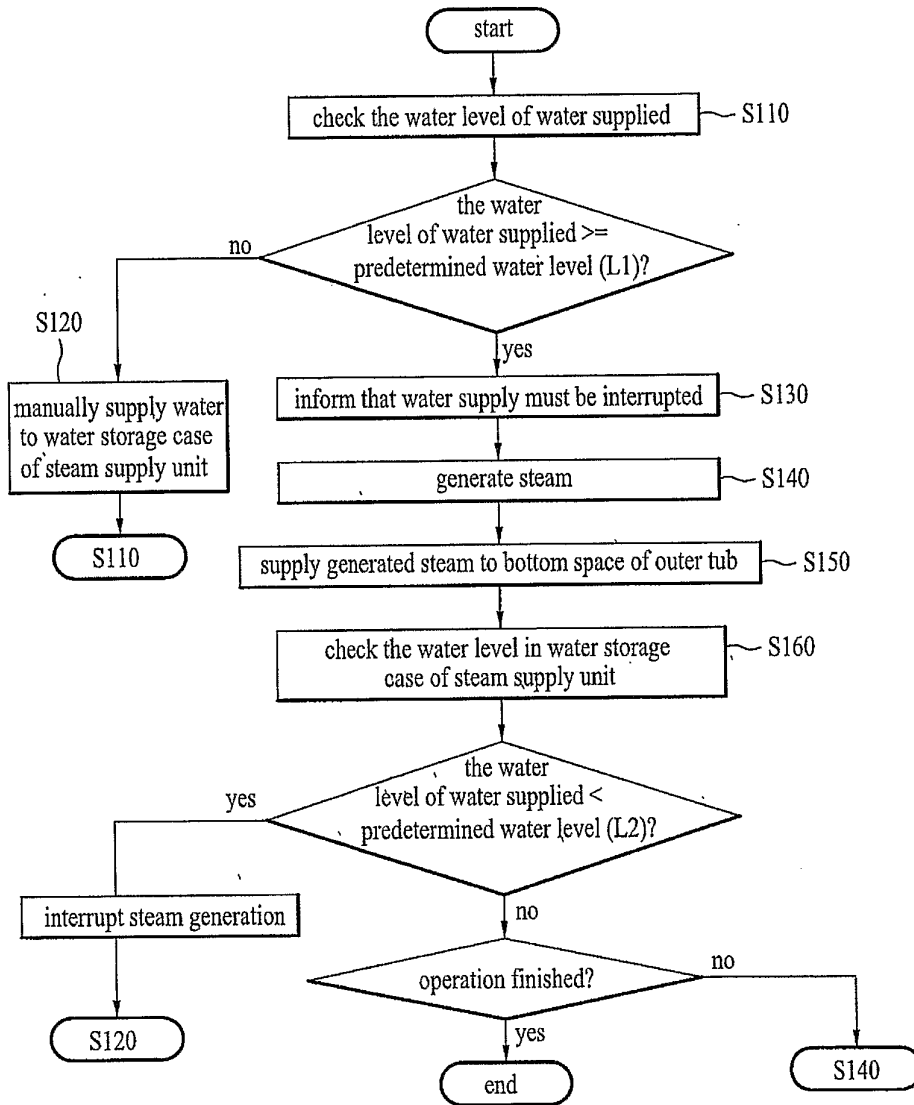 start
check the water level of water supplied
S110
the water
level of water supplied >=
predetermined water level (L1)?
no
yes
S120
manually supply water
to water storage case
of steam supply unit
S110
inform that water supply must be interrupted
S130
generate steam
S140
supply generated steam to bottom space of outer tub
S150
check the water level in water storage
case of steam supply unit
S160
the water
level of water supplied <
predetermined water level (L2)?
yes
no
interrupt steam generation
S120
operation finished?
no
yes
end
S140